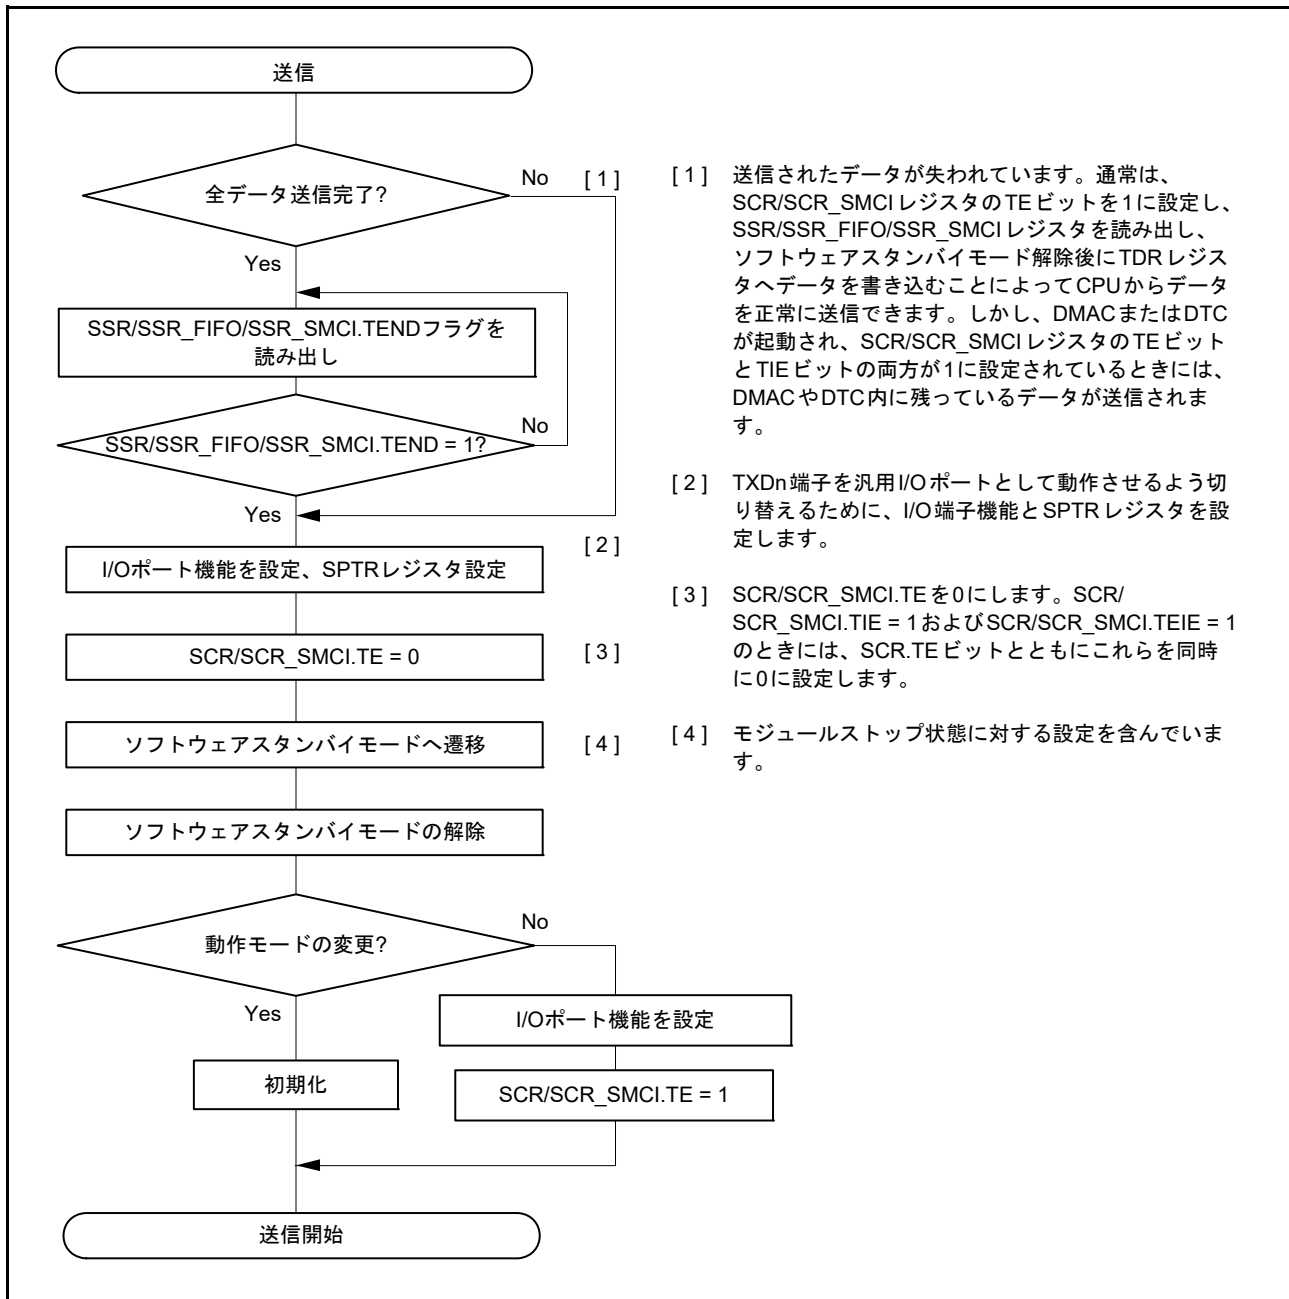 送信
全データ送信完了?
No
[ 1 ]
Yes
SSR/SSR_FIFO/SSR_SMCI.TENDフラグを
読み出し
SSR/SSR_FIFO/SSR_SMCI.TEND = 1?
No
Yes
[ 2 ]
I/Oポート機能を設定、SPTRレジスタ設定
SCR/SCR_SMCI.TE = 0
[ 3 ]
ソフトウェアスタンバイモードへ遷移
[ 4 ]
ソフトウェアスタンバイモードの解除
動作モードの変更?
No
Yes
I/Oポート機能を設定
初期化
SCR/SCR_SMCI.TE = 1
送信開始
[ 1 ] 送信されたデータが失われています。通常は、
SCR/SCR_SMCIレジスタのTEビットを1に設定し、
SSR/SSR_FIFO/SSR_SMCIレジスタを読み出し、
ソフトウェアスタンバイモード解除後にTDRレジス
タへデータを書き込むことによってCPUからデータ
を正常に送信できます。しかし、DMACまたはDTC
が起動され、SCR/SCR_SMCIレジスタのTEビット
とTIEビットの両方が1に設定されているときには、
DMACやDTC内に残っているデータが送信されま
す。
[ 2 ] TXDn端子を汎用I/Oポートとして動作させるよう切
り替えるために、I/O端子機能とSPTRレジスタを設
定します。
[ 3 ] SCR/SCR_SMCI.TEを0にします。SCR/
SCR_SMCI.TIE = 1およびSCR/SCR_SMCI.TEIE = 1
のときには、SCR.TEビットとともにこれらを同時
に0に設定します。
[ 4 ] モジュールストップ状態に対する設定を含んでいま
す。